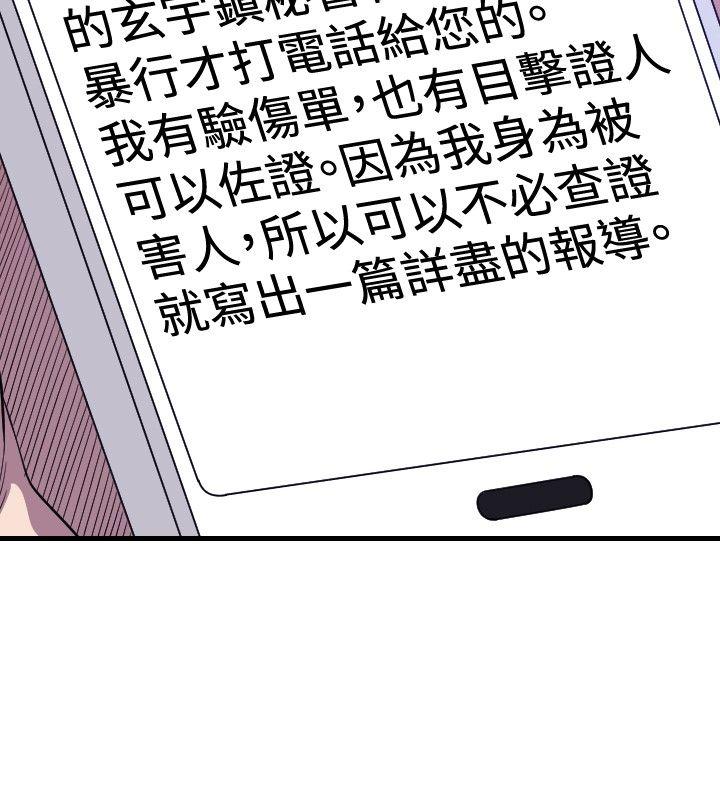 的玄宇鎮秘書
暴行才打電話給您的。
我有驗傷單，也有目擊證人
可以佐證。因為我身為被
害人，所以可以不必查證
就寫出一篇詳盡的報導。